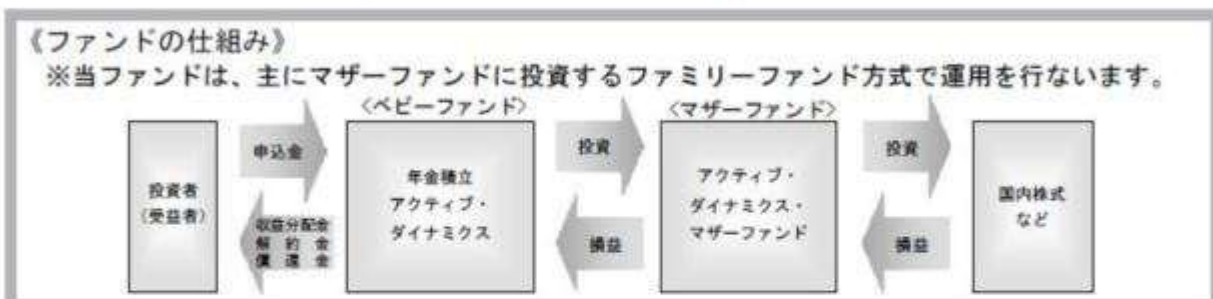 《ファンドの仕組み》
※当ファンドは、主にマザーファンドに投資するファミリーファンド方式で運用を行ないます。
〈ベビーファンド〉
〈マザーファンド〉
投資者
(受益者)
申込金
収益分配金
解約金
償還金
年金積立
アクティブ・
ダイナミクス
投資
損益
アクティブ・
ダイナミクス・
マザーファンド
投資
損益
国内株式
など